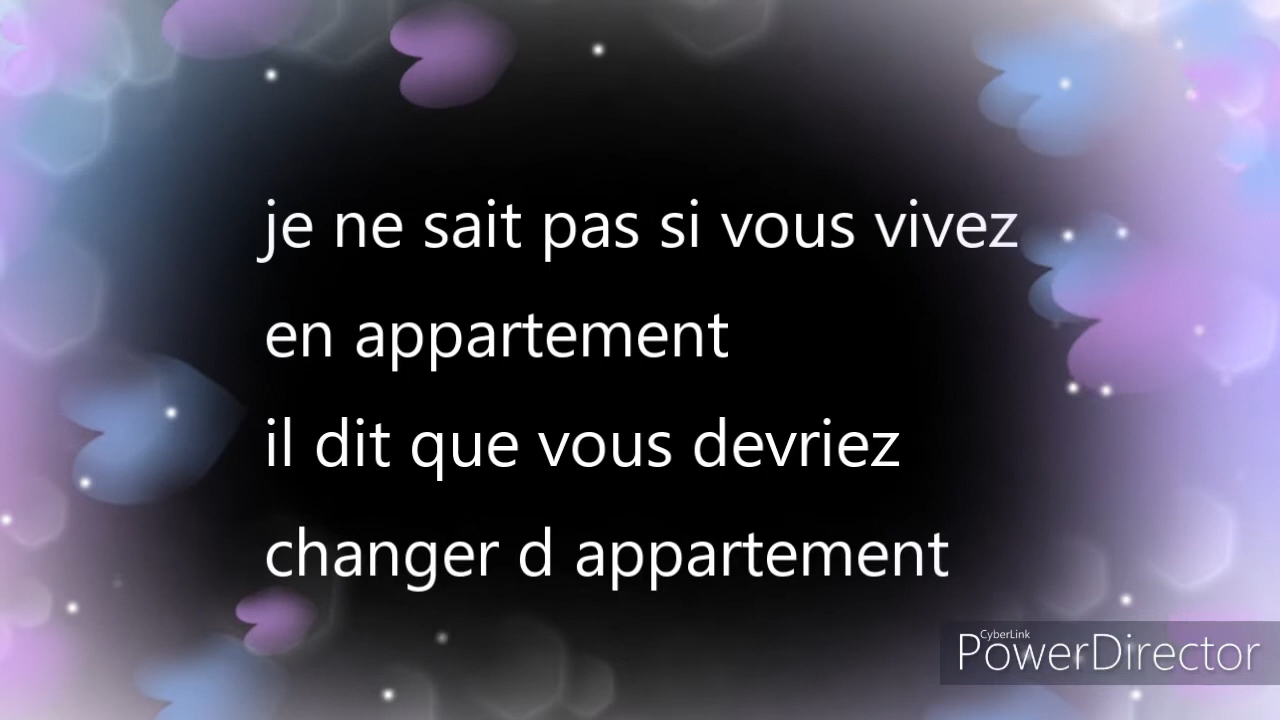 je ne sait pas si vous vivez
en appartement
il dit que vous devriez
changer d appartement
CyberLink
PowerDirector